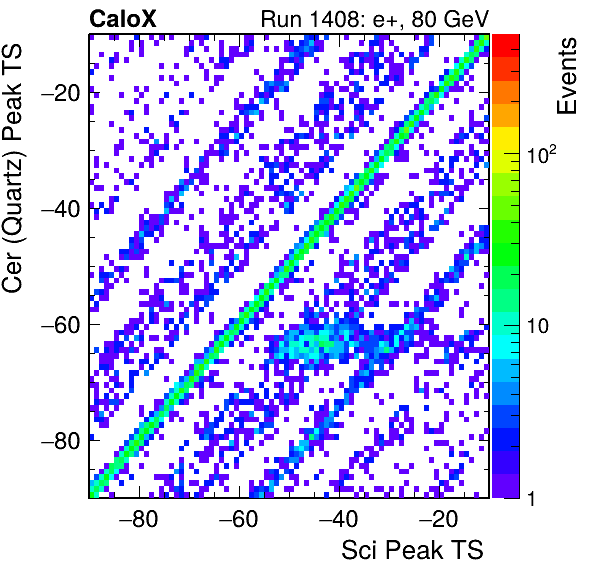 CaloX Run 1408: e+, 80 GeV
Cer (Quartz) Peak TS
Events
−20
−40
−60
−80
10²
10
1
−80 −60 −40 −20
Sci Peak TS